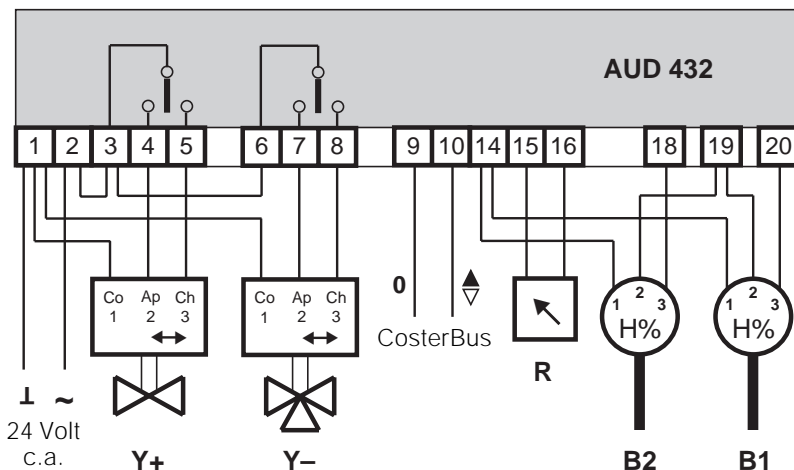 AUD 432
1 2 3 4 5 6 7 8 9 10 14 15 16 18 19 20
Co Ap Ch
1 2 3
Co Ap Ch
1 2 3
0
CosterBus
R
1 2 3
H%
1 2 3
H%
⊥ ~
24 Volt
c.a.
Y+ Y– B2 B1